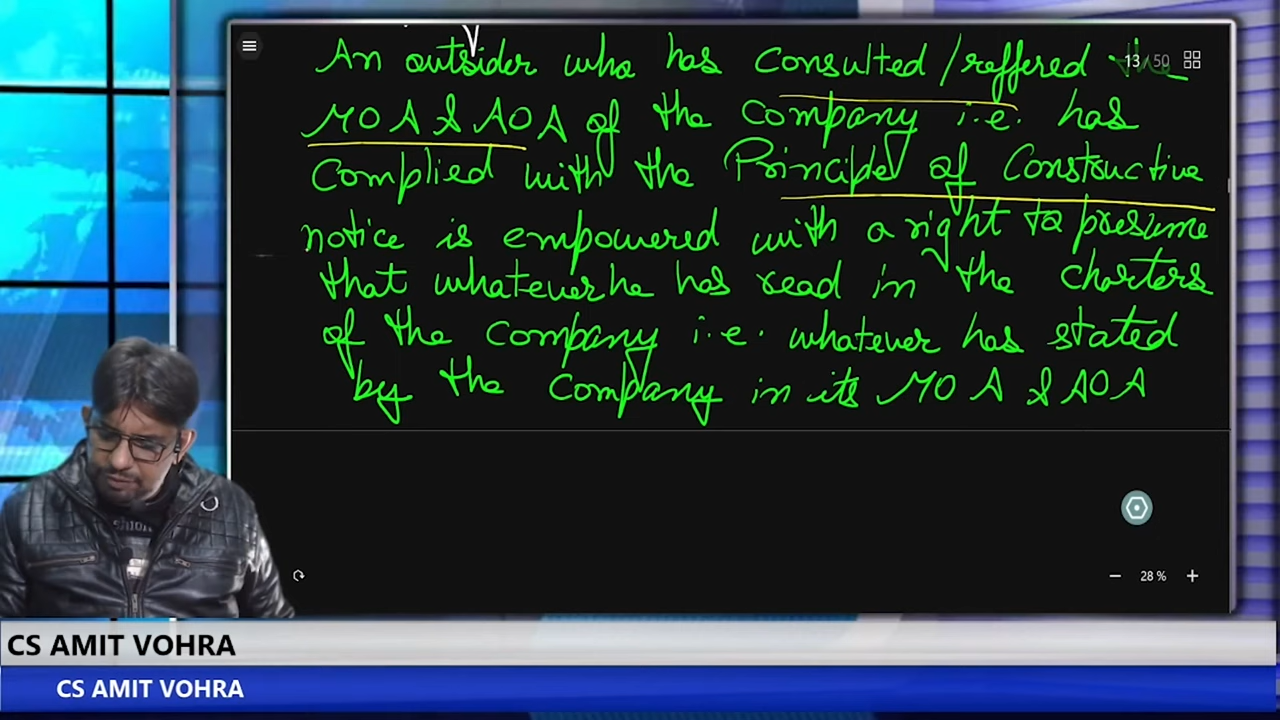 An outsider who has Consulted/reffered the
13 50
MOA & AOA of the Company i.e. has
Complied with the Principle of Constructive
notice is empowered with a right to presume
that whatever he has read in the charters
of the Company i.e. whatever has stated
by the Company in its MOA & AOA
28 %
CS AMIT VOHRA
CS AMIT VOHRA